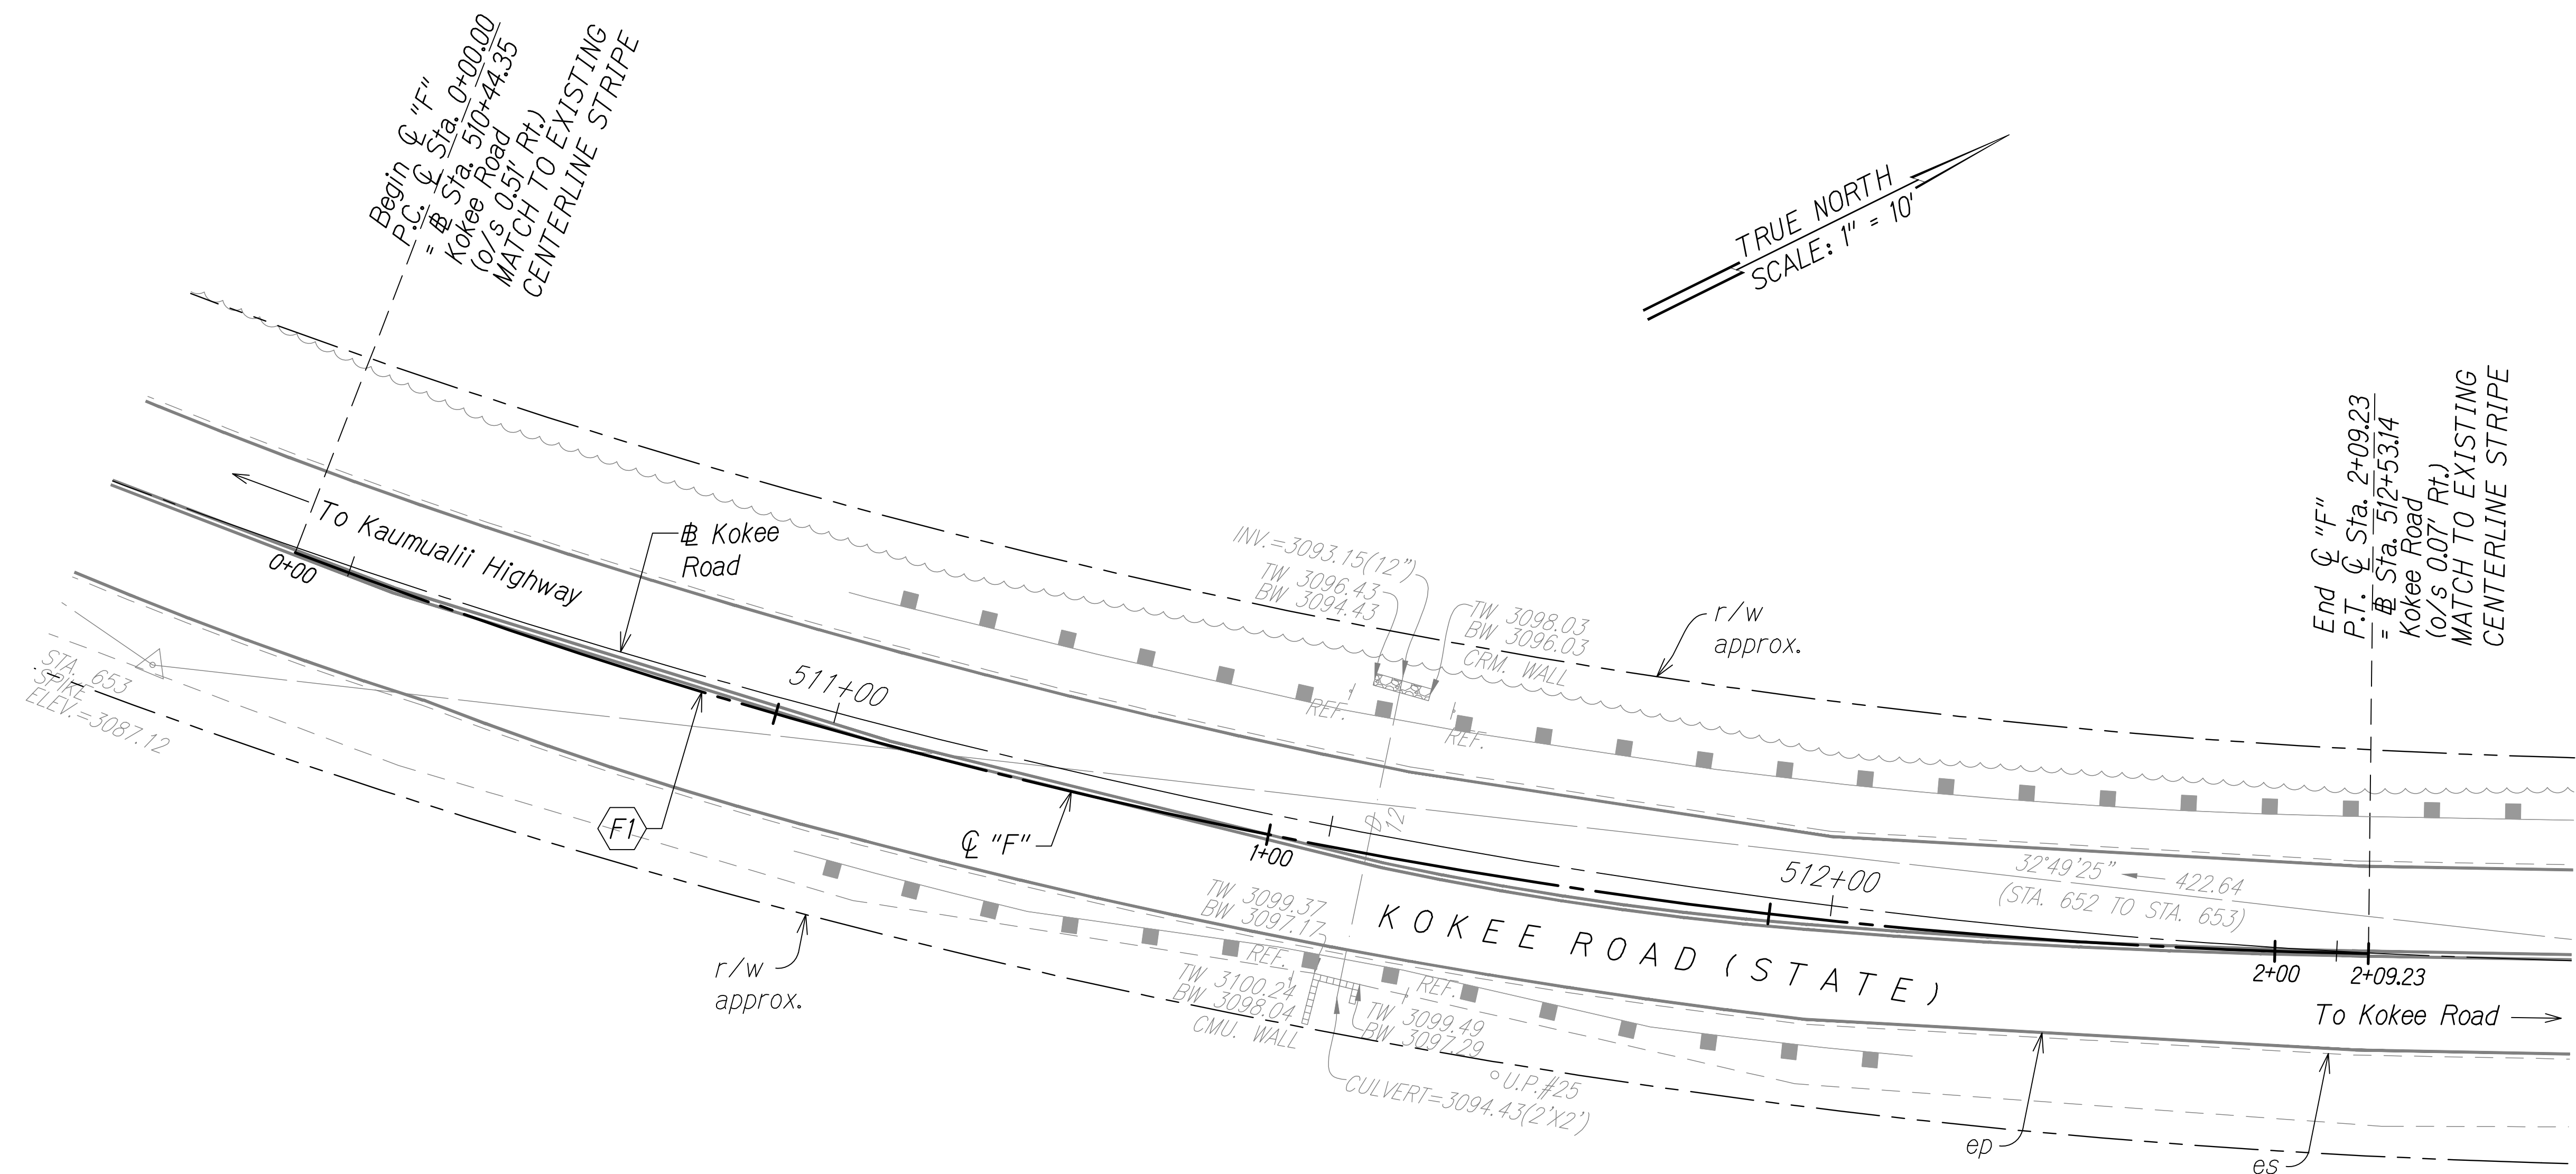 Begin ℄ "F"
P.C. ℄ Sta. 0+00.00
= ⅊ Sta. 510+44.35
Kokee Road
(o/s 0.51' Rt.)
MATCH TO EXISTING
CENTERLINE STRIPE
TRUE NORTH
SCALE: 1" = 10'
End ℄ "F"
P.T. ℄ Sta. 2+09.23
= BL Sta. 512+53.14
Kokee Road
(o/s 0.07' Rt.)
MATCH TO EXISTING
CENTERLINE STRIPE
To Kaumualii Highway
0+00
BL Kokee
Road
511+00
INV.=3093.15(12")
TW 3096.43
BW 3094.43
TW 3098.03
BW 3096.03
CRM. WALL
REF.
REF.
r/w
approx.
STA. 653
SPIKE
ELEV.=3087.12
F1
℄ "F"
1+00
D
12
512+00
32°49'25"
422.64
(STA. 652 TO STA. 653)
KOKEE ROAD (STATE)
TW 3099.37
BW 3097.17
REF.
TW 3100.24
BW 3098.04
CMU. WALL
REF.
TW 3099.49
BW 3097.29
U.P.#25
CULVERT=3094.43(2'X2')
r/w
approx.
2+00
2+09.23
To Kokee Road
ep
es